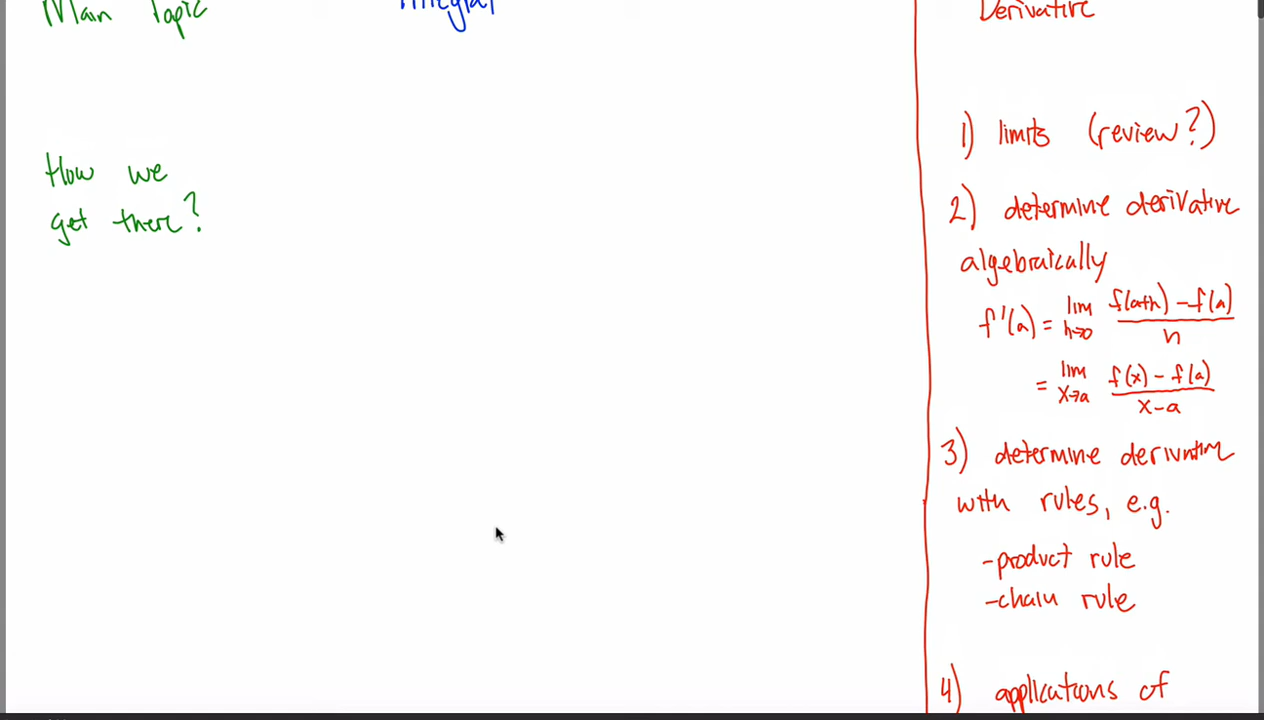 Main topic
Integral
Derivative
How we
get there?
1) limits (review?)
2) determine derivative
algebraically
f'(a) = lim h→0 f(a+h) - f(a) / h
= lim x→a f(x) - f(a) / x - a
3) determine derivative
with rules, e.g.
-product rule
-chain rule
4) applications of